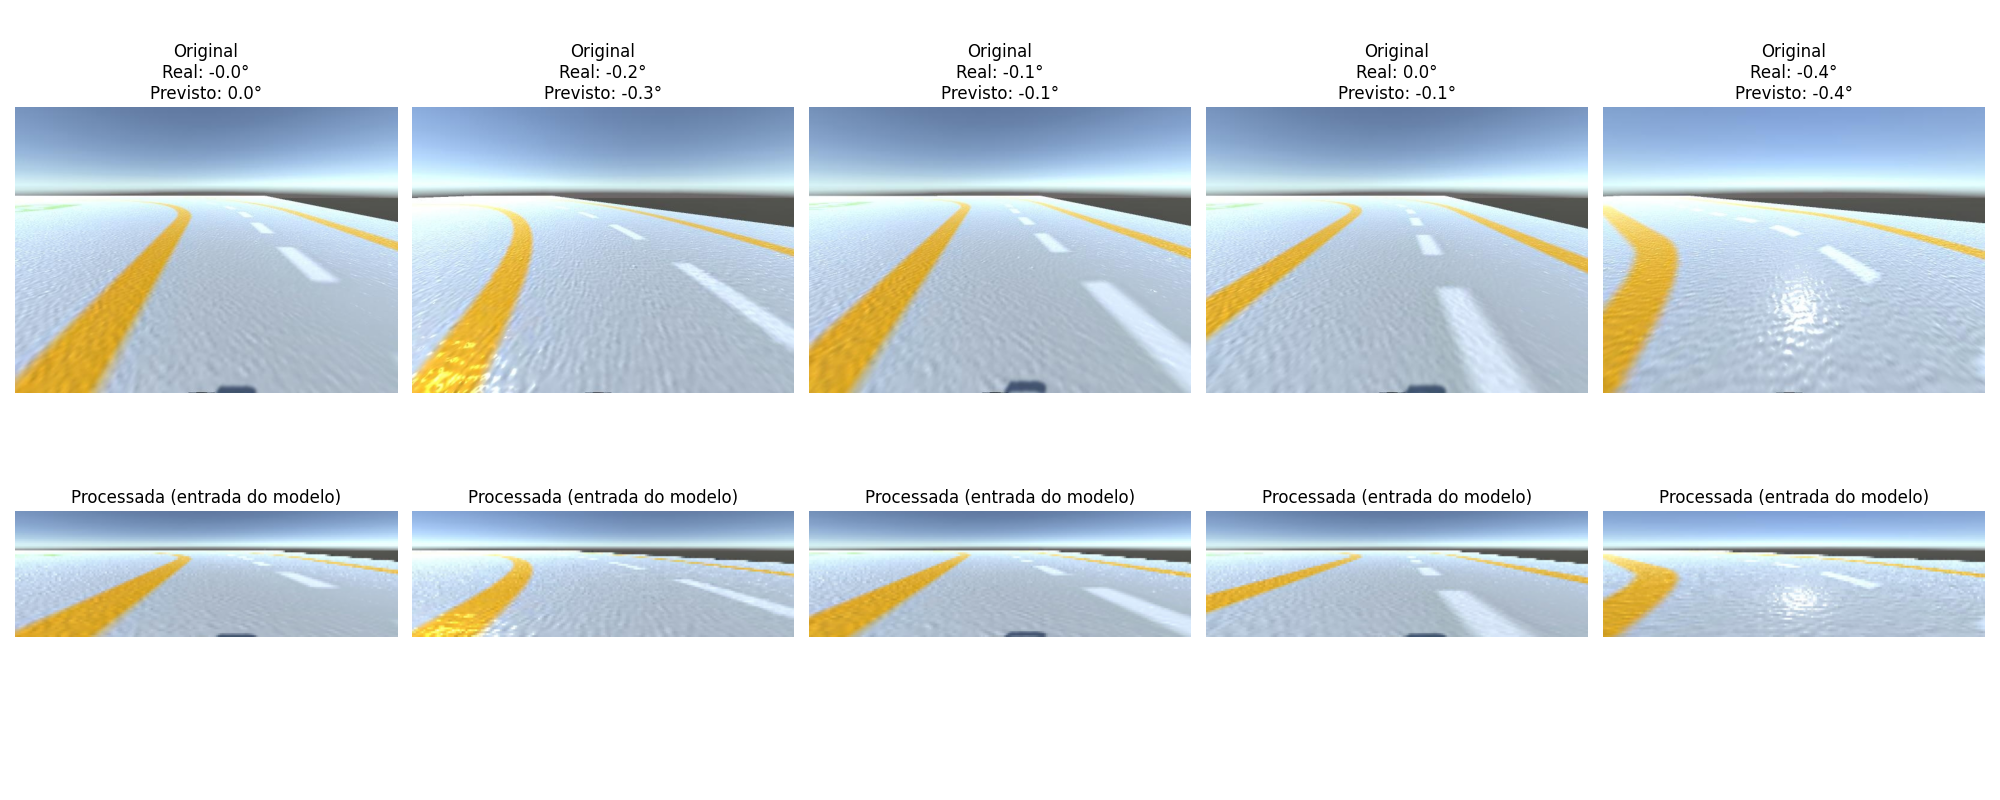 Original
Real: -0.0°
Previsto: 0.0°
Original
Real: -0.2°
Previsto: -0.3°
Original
Real: -0.1°
Previsto: -0.1°
Original
Real: 0.0°
Previsto: -0.1°
Original
Real: -0.4°
Previsto: -0.4°
Processada (entrada do modelo)
Processada (entrada do modelo)
Processada (entrada do modelo)
Processada (entrada do modelo)
Processada (entrada do modelo)